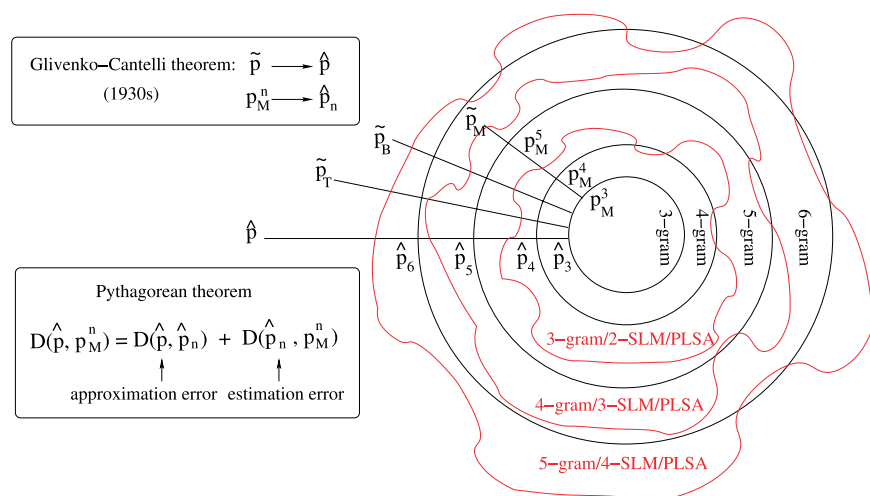 Glivenko−Cantelli theorem: p̃ ⟶ p̂
(1930s) p_M^n ⟶ p̂_n
p̃_M
p̃_B
p̃_T
p̂
p_M^5
p_M^4
p_M^3
p̂_6 p̂_5 p̂_4 p̂_3
3−gram 4−gram 5−gram 6−gram
Pythagorean theorem
D(p̂, p_M^n) = D(p̂, p̂_n) + D(p̂_n, p_M^n)
approximation error estimation error
3−gram/2−SLM/PLSA
4−gram/3−SLM/PLSA
5−gram/4−SLM/PLSA